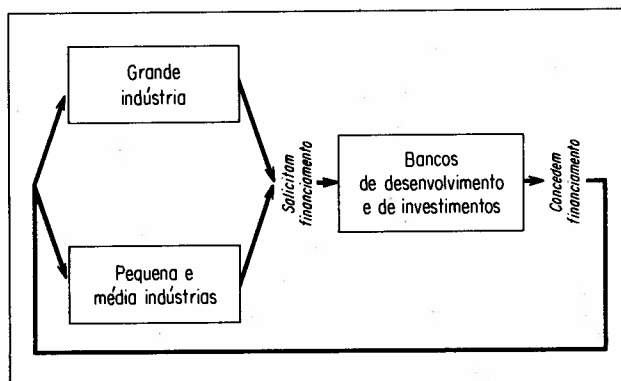 Grande
indústria
Solicitam
financiamento
Bancos
de desenvolvimento
e de investimentos
Concedem
financiamento
Pequena e
média indústrias